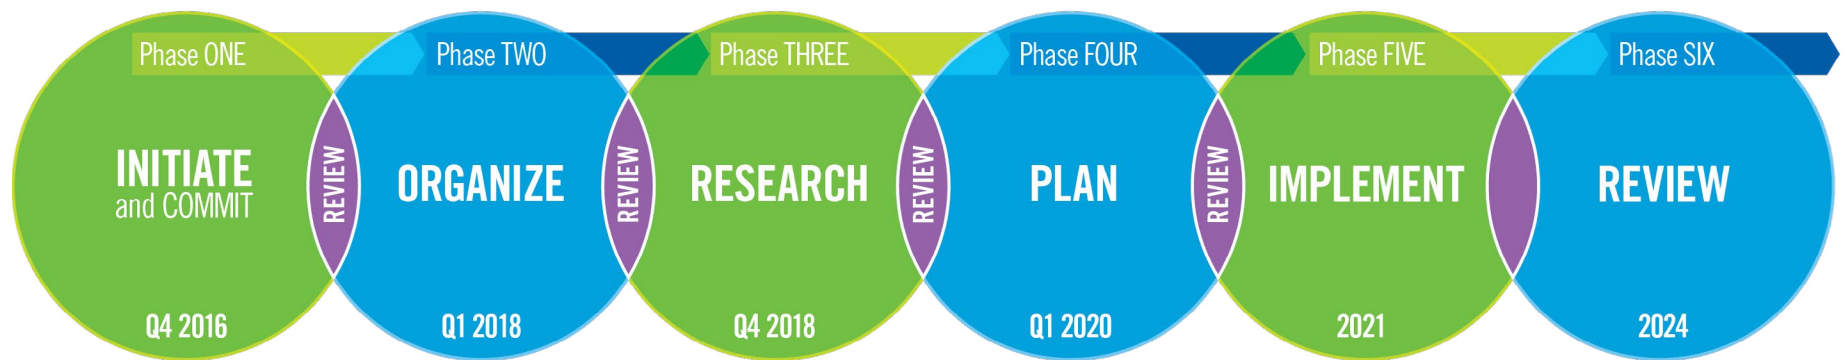 Phase ONE
Phase TWO
Phase THREE
Phase FOUR
Phase FIVE
Phase SIX
INITIATE
and COMMIT
REVIEW
ORGANIZE
REVIEW
RESEARCH
REVIEW
PLAN
REVIEW
IMPLEMENT
REVIEW
Q4 2016
Q1 2018
Q4 2018
Q1 2020
2021
2024